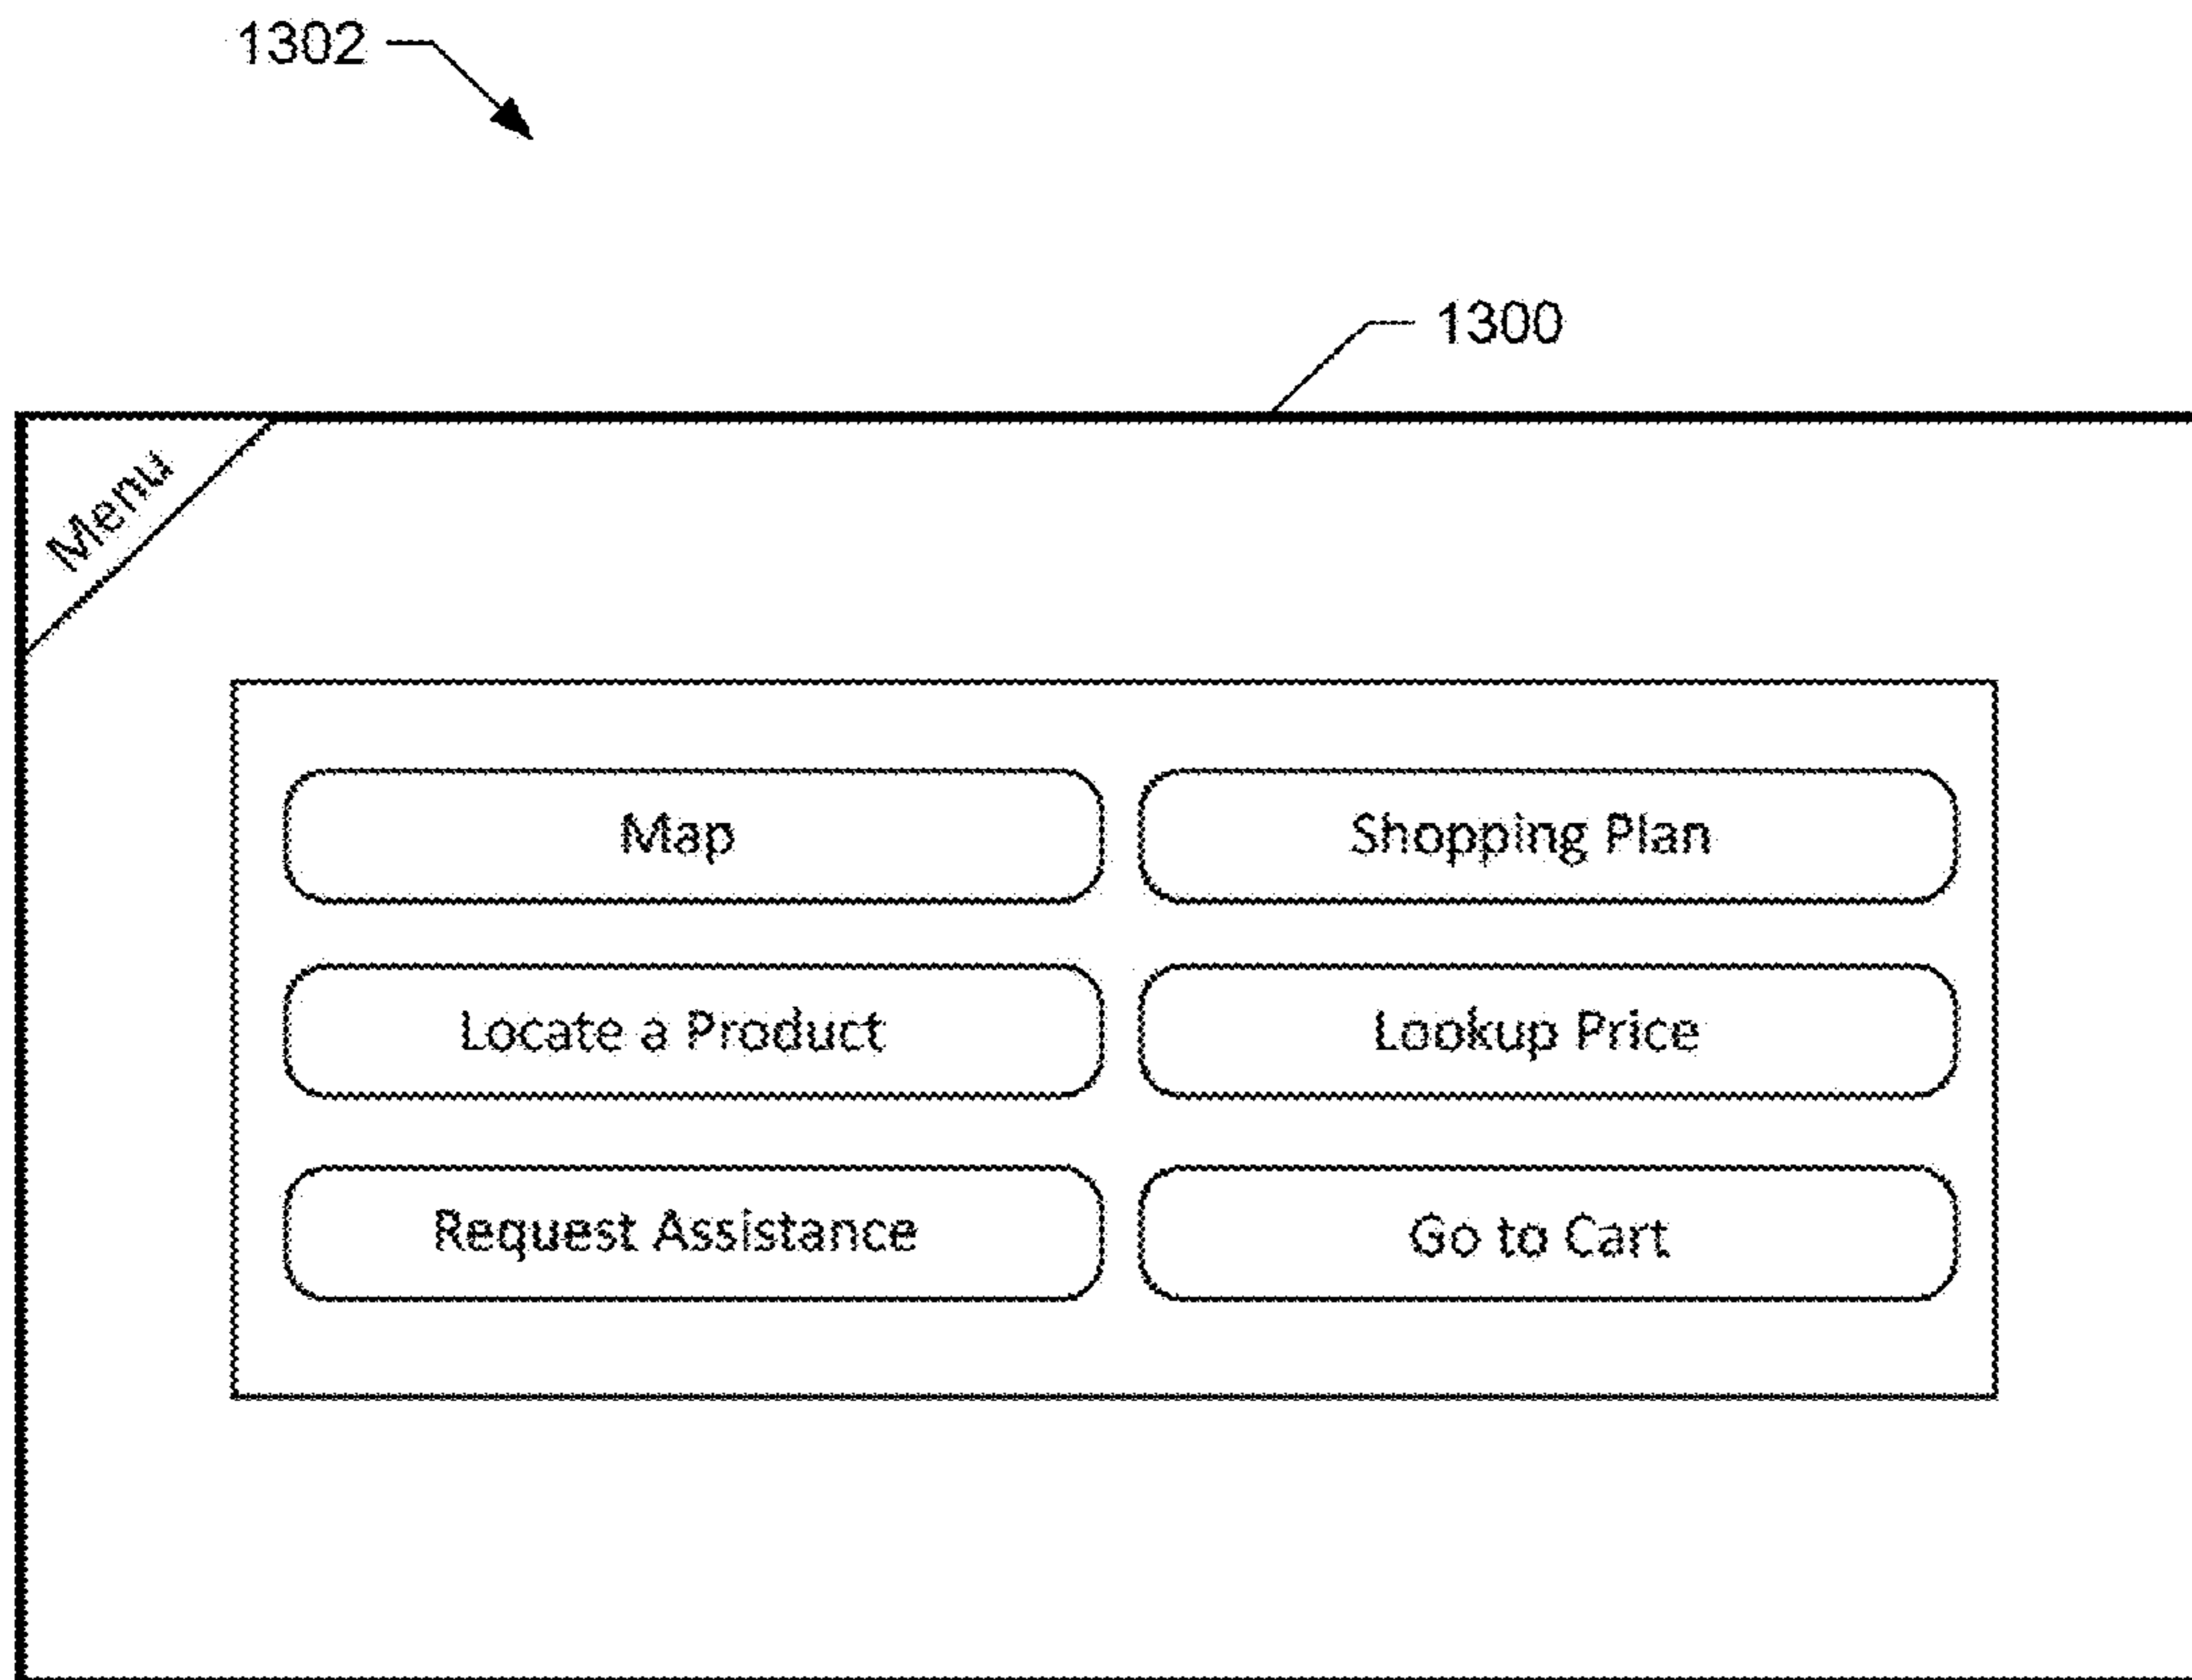 1302
1300
Menu
Map
Shopping Plan
Locate a Product
Lookup Price
Request Assistance
Go to Cart